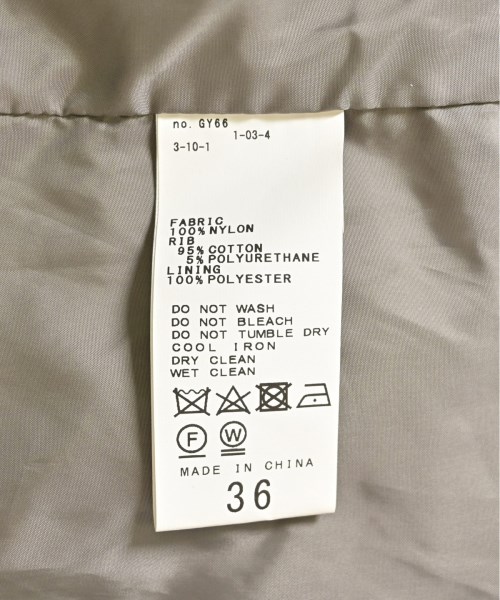 no. GY66
1-03-4
3-10-1
FABRIC
100% NYLON
RIB
95% COTTON
5% POLYURETHANE
LINING
100% POLYESTER
DO NOT WASH
DO NOT BLEACH
DO NOT TUMBLE DRY
COOL IRON
DRY CLEAN
WET CLEAN
F W
MADE IN CHINA
36